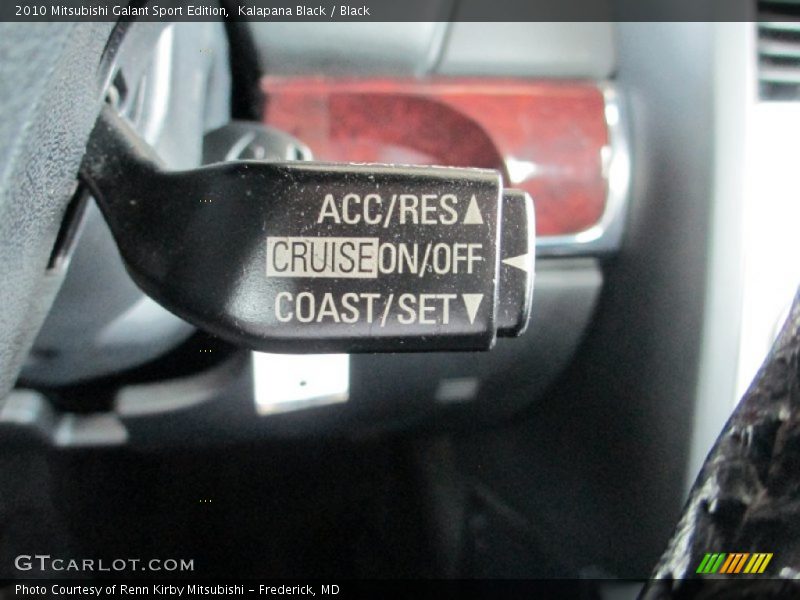 2010 Mitsubishi Galant Sport Edition,  Kalapana Black / Black
ACC/RES▲
CRUISE ON/OFF ◀
COAST/SET▼
GTCARLOT.COM
Photo Courtesy of Renn Kirby Mitsubishi – Frederick, MD